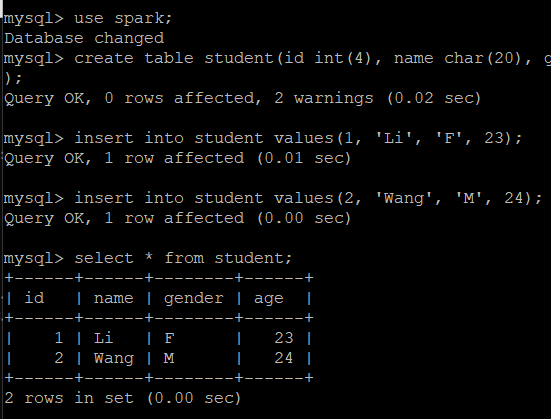 mysql> use spark;
Database changed
mysql> create table student(id int(4), name char(20), g
);
Query OK, 0 rows affected, 2 warnings (0.02 sec)
mysql> insert into student values(1, 'Li', 'F', 23);
Query OK, 1 row affected (0.01 sec)
mysql> insert into student values(2, 'Wang', 'M', 24);
Query OK, 1 row affected (0.00 sec)
mysql> select * from student;
+------+------+--------+------+
| id   | name | gender | age  |
+------+------+--------+------+
|    1 | Li   | F      |   23 |
|    2 | Wang | M      |   24 |
+------+------+--------+------+
2 rows in set (0.00 sec)